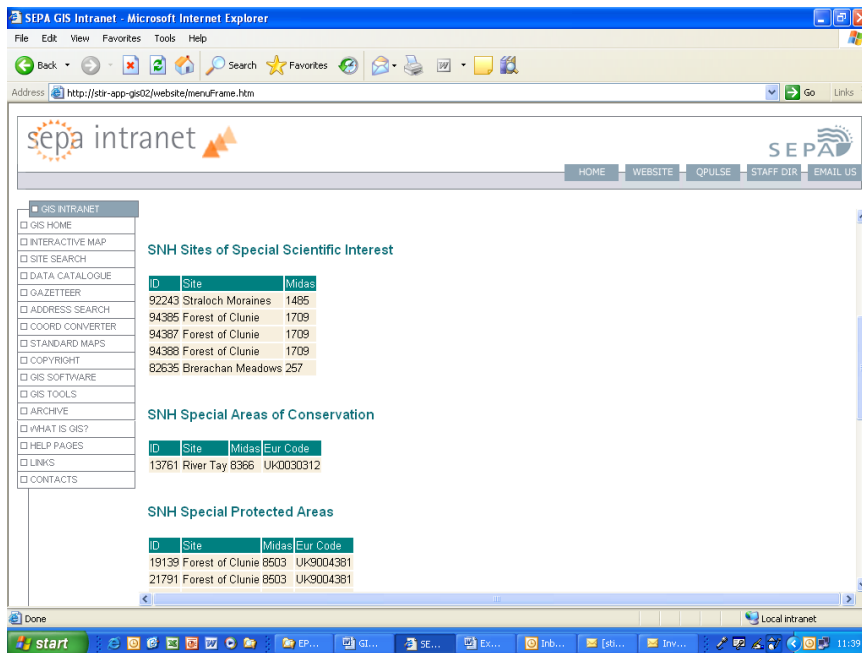 SEPA GIS Intranet - Microsoft Internet Explorer
File Edit View Favorites Tools Help
Back Search Favorites
Address http://stir-app-gis02/website/menuFrame.htm Go Links
sepa intranet
SEPA
HOME WEBSITE QPULSE STAFF DIR EMAIL US
GIS INTRANET
GIS HOME
INTERACTIVE MAP
SITE SEARCH
DATA CATALOGUE
GAZETTEER
ADDRESS SEARCH
COORD CONVERTER
STANDARD MAPS
COPYRIGHT
GIS SOFTWARE
GIS TOOLS
ARCHIVE
WHAT IS GIS?
HELP PAGES
LINKS
CONTACTS
SNH Sites of Special Scientific Interest
ID Site Midas
92243 Straloch Moraines 1485
94385 Forest of Clunie 1709
94387 Forest of Clunie 1709
94388 Forest of Clunie 1709
82635 Brerachan Meadows 257
SNH Special Areas of Conservation
ID Site Midas Eur Code
13761 River Tay 8366 UK0030312
SNH Special Protected Areas
ID Site Midas Eur Code
19139 Forest of Clunie 8503 UK9004381
21791 Forest of Clunie 8503 UK9004381
Done Local intranet
start EP... GI... SE... Ex... Inb... [sti... Inv... 11:39